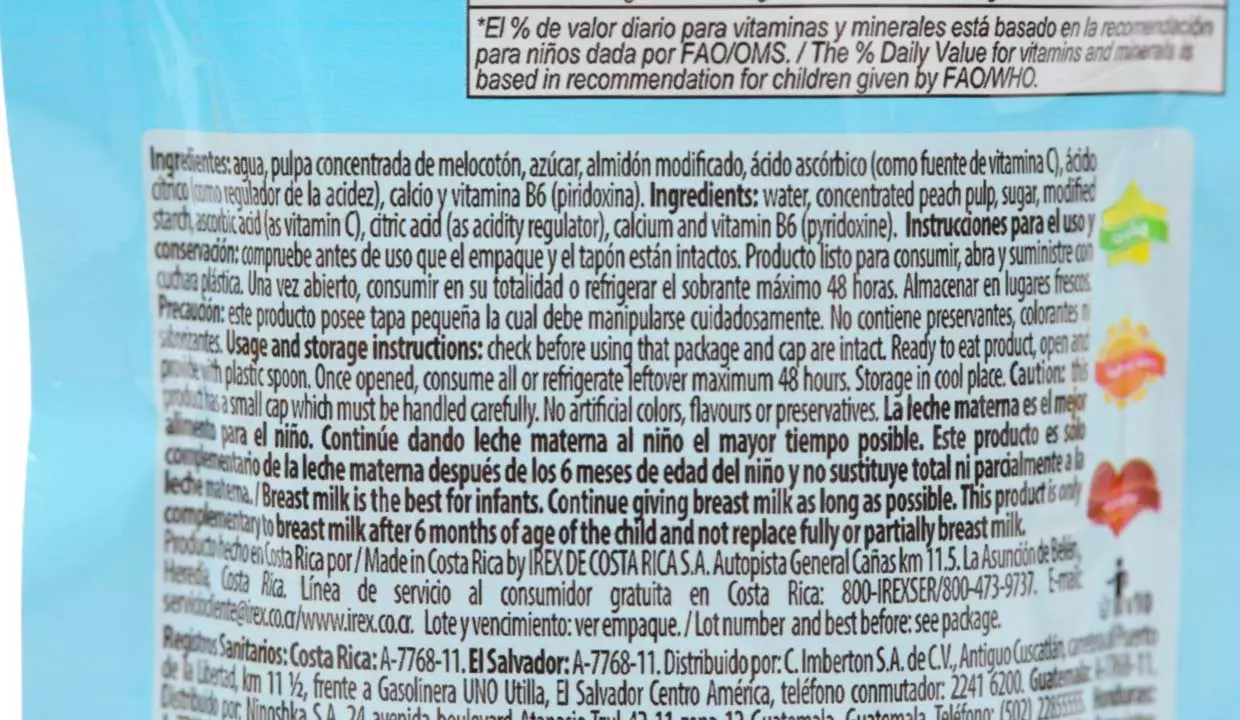 *El % de valor diario para vitaminas y minerales está basado en la recomendación
para niños dada por FAO/OMS. / The % Daily Value for vitamins and minerals is
based in recommendation for children given by FAO/WHO.
Ingredientes: agua, pulpa concentrada de melocotón, azúcar, almidón modificado, ácido ascórbico (como fuente de vitamina C), ácido
cítrico (como regulador de la acidez), calcio y vitamina B6 (piridoxina). Ingredients: water, concentrated peach pulp, sugar, modified
starch, ascorbic acid (as vitamin C), citric acid (as acidity regulator), calcium and vitamin B6 (pyridoxine). Instrucciones para el uso y
conservación: compruebe antes de uso que el empaque y el tapón están intactos. Producto listo para consumir, abra y suministre con
cuchara plástica. Una vez abierto, consumir en su totalidad o refrigerar el sobrante máximo 48 horas. Almacenar en lugares frescos.
Precaución: este producto posee tapa pequeña la cual debe manipularse cuidadosamente. No contiene preservantes, colorantes ni
saborizantes. Usage and storage instructions: check before using that package and cap are intact. Ready to eat product, open and
provide with plastic spoon. Once opened, consume all or refrigerate leftover maximum 48 hours. Storage in cool place. Caution: this
product has a small cap which must be handled carefully. No artificial colors, flavours or preservatives. La leche materna es el mejor
alimento para el niño. Continúe dando leche materna al niño el mayor tiempo posible. Este producto es sólo
complementario de la leche materna después de los 6 meses de edad del niño y no sustituye total ni parcialmente a la
leche materna. / Breast milk is the best for infants. Continue giving breast milk as long as possible. This product is only
complementary to breast milk after 6 months of age of the child and not replace fully or partially breast milk.
Producto hecho en Costa Rica por / Made in Costa Rica by IREX DE COSTA RICA S.A. Autopista General Cañas km 11.5. La Asunción de Belén,
Heredia, Costa Rica. Línea de servicio al consumidor gratuita en Costa Rica: 800-IREXSER/800-473-9737. E-mail:
serviciocliente@irex.co.cr/www.irex.co.cr. Lote y vencimiento: ver empaque. / Lot number and best before: see package.
Registros Sanitarios: Costa Rica: A-7768-11. El Salvador: A-7768-11. Distribuido por: C. Imberton S.A. de C.V., Antiguo Cuscatlán, carretera al Puerto
de la Libertad, km 11 ½, frente a Gasolinera UNO Utilla, El Salvador Centro América, teléfono conmutador: 2241 6200. Guatemala: A-7768-11.
Distribuido por: Ningshka S.A. 24 avenida boulevard Atanasio Tzul 42-11 zona 12 Guatemala, Guatemala Teléfono: (502) Honduras: